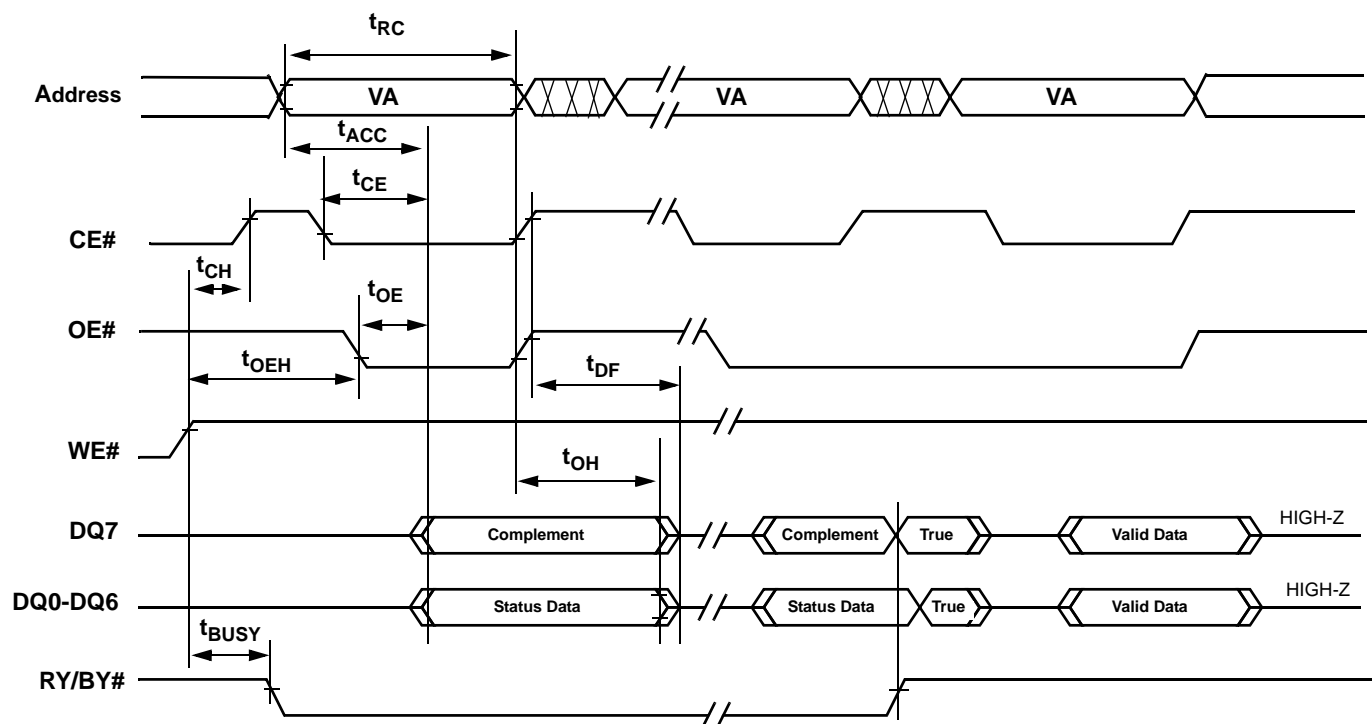 tRC
Address
VA
VA
VA
tACC
tCE
CE#
tCH
tOE
OE#
tOEH
tDF
WE#
tOH
DQ7
Complement
Complement
True
Valid Data
HIGH-Z
DQ0-DQ6
Status Data
Status Data
True
Valid Data
HIGH-Z
tBUSY
RY/BY#